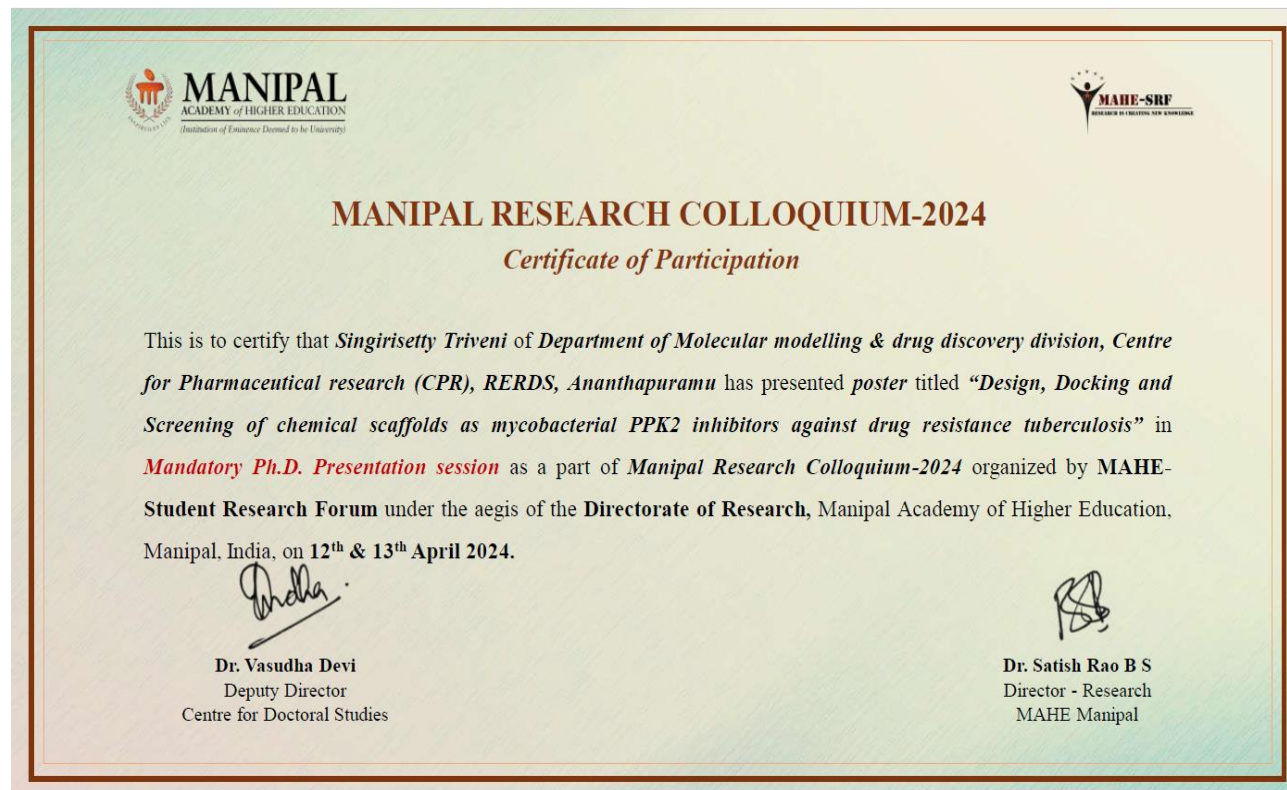 MANIPAL
ACADEMY of HIGHER EDUCATION
(Institution of Eminence Deemed to be University)
MAHE-SRF
RESEARCH IS CREATING NEW KNOWLEDGE
MANIPAL RESEARCH COLLOQUIUM-2024
Certificate of Participation
This is to certify that Singirisetty Triveni of Department of Molecular modelling & drug discovery division, Centre
for Pharmaceutical research (CPR), RERDS, Ananthapuramu has presented poster titled “Design, Docking and
Screening of chemical scaffolds as mycobacterial PPK2 inhibitors against drug resistance tuberculosis” in
Mandatory Ph.D. Presentation session as a part of Manipal Research Colloquium-2024 organized by MAHE-
Student Research Forum under the aegis of the Directorate of Research, Manipal Academy of Higher Education,
Manipal, India, on 12th & 13th April 2024.
Dr. Vasudha Devi
Deputy Director
Centre for Doctoral Studies
Dr. Satish Rao B S
Director - Research
MAHE Manipal